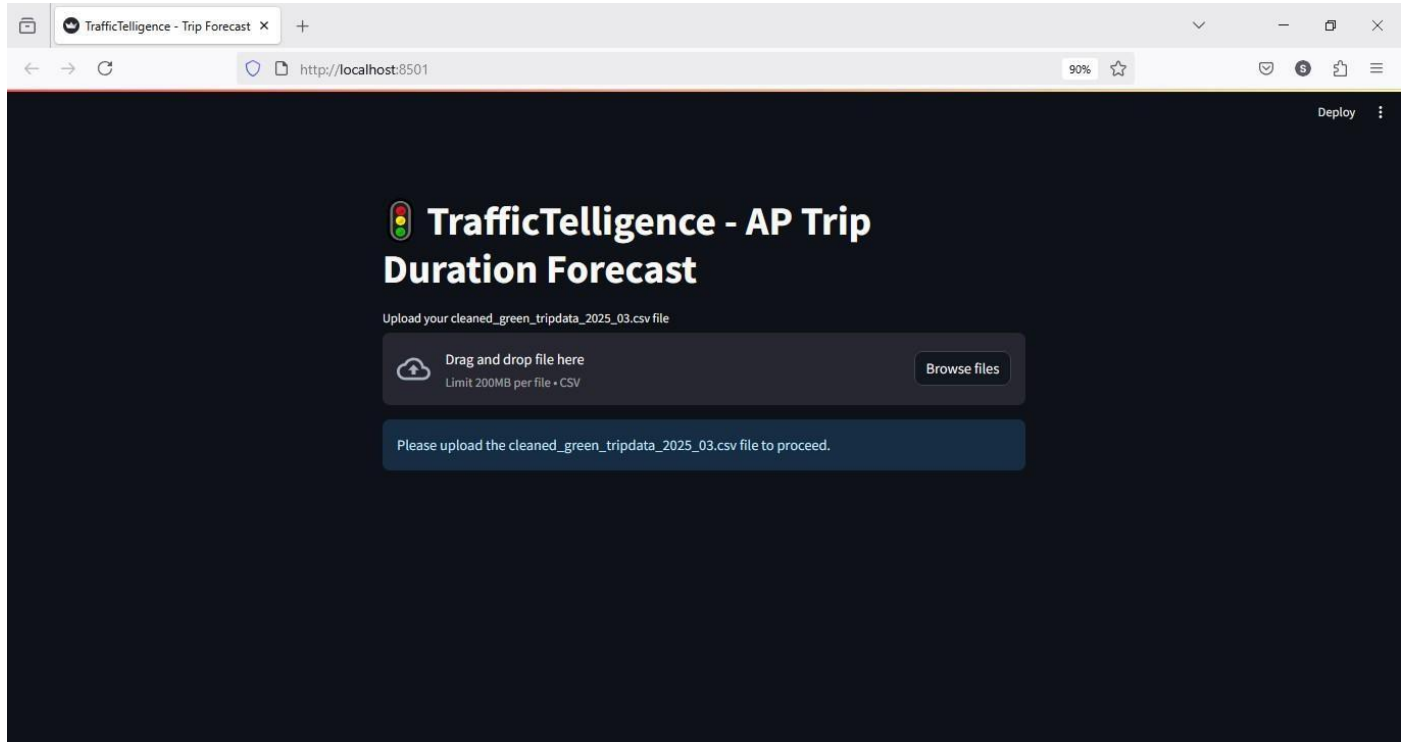 TrafficTelligence - Trip Forecast
http://localhost:8501
90%
S
Deploy
TrafficTelligence - AP Trip
Duration Forecast
Upload your cleaned_green_tripdata_2025_03.csv file
Drag and drop file here
Limit 200MB per file • CSV
Browse files
Please upload the cleaned_green_tripdata_2025_03.csv file to proceed.